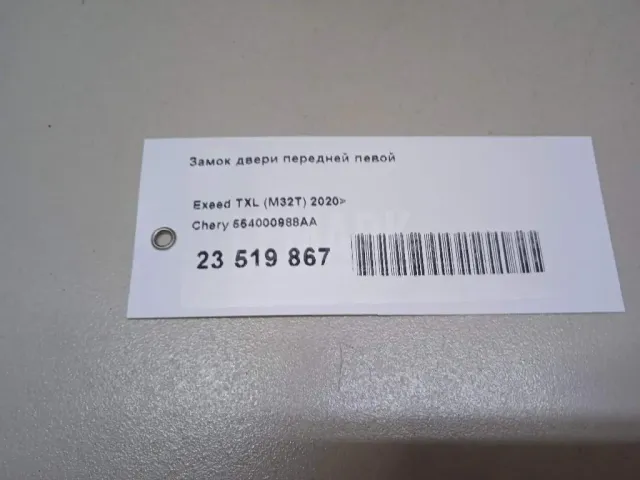 Замок двери передней левой
Exeed TXL (M32T) 2020>
Chery 554000988AA
23 519 867